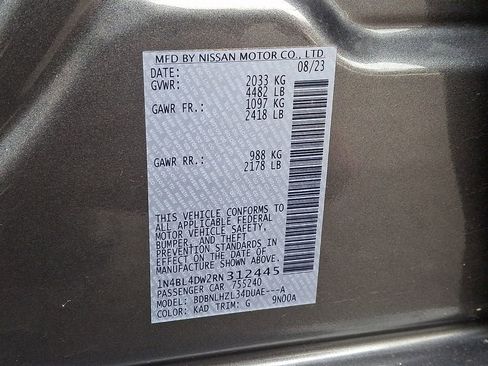 MFD BY NISSAN MOTOR CO., LTD.
DATE: 08/23
GVWR: 2033 KG
4482 LB
GAWR FR.: 1097 KG
2418 LB
GAWR RR.: 988 KG
2178 LB
THIS VEHICLE CONFORMS TO
ALL APPLICABLE FEDERAL
MOTOR VEHICLE SAFETY,
BUMPER, AND THEFT
PREVENTION STANDARDS IN
EFFECT ON THE DATE OF
MANUFACTURE SHOWN ABOVE.
1N4BL4DW2RN312445
PASSENGER CAR 755240
MODEL: BDBNLHZL34DUAE---A
COLOR: KAD TRIM: G 9N00A